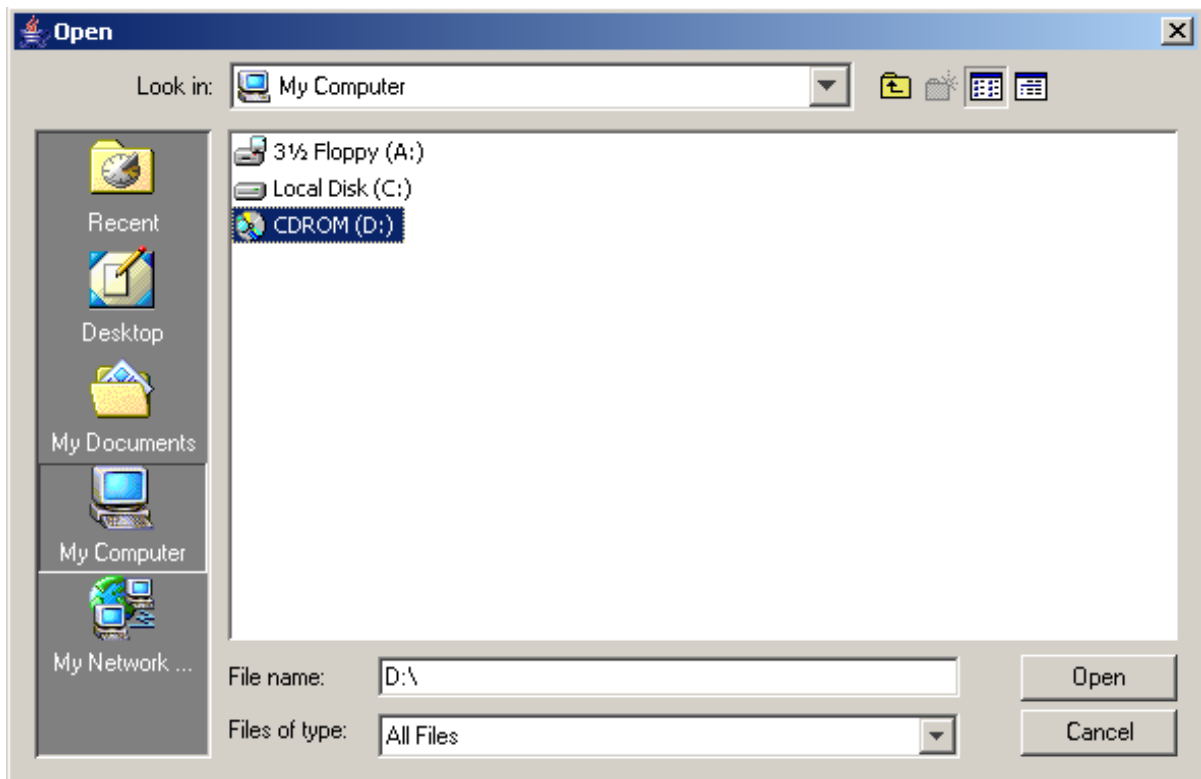 Open
Look in: My Computer
3½ Floppy (A:)
Local Disk (C:)
CDROM (D:)
Recent
Desktop
My Documents
My Computer
My Network ...
File name: D:\
Open
Files of type: All Files
Cancel